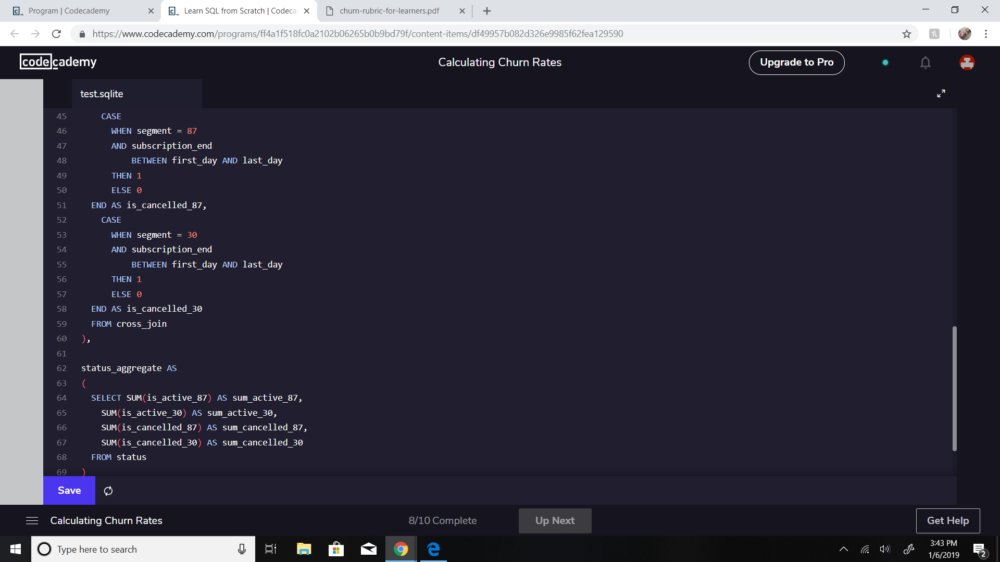 Program | Codecademy
Learn SQL from Scratch | Codeca
churn-rubric-for-learners.pdf
https://www.codecademy.com/programs/ff4a1f518fc0a2102b06265b0b9bd79f/content-items/df49957b082d326e9985f62fea129590
codecademy
Calculating Churn Rates
Upgrade to Pro
test.sqlite
45 CASE
46 WHEN segment = 87
47 AND subscription_end
48 BETWEEN first_day AND last_day
49 THEN 1
50 ELSE 0
51 END AS is_cancelled_87,
52 CASE
53 WHEN segment = 30
54 AND subscription_end
55 BETWEEN first_day AND last_day
56 THEN 1
57 ELSE 0
58 END AS is_cancelled_30
59 FROM cross_join
60 ),
61
62 status_aggregate AS
63 (
64 SELECT SUM(is_active_87) AS sum_active_87,
65 SUM(is_active_30) AS sum_active_30,
66 SUM(is_cancelled_87) AS sum_cancelled_87,
67 SUM(is_cancelled_30) AS sum_cancelled_30
68 FROM status
69 )
Save
Calculating Churn Rates
8/10 Complete
Up Next
Get Help
Type here to search
3:43 PM
1/6/2019
2